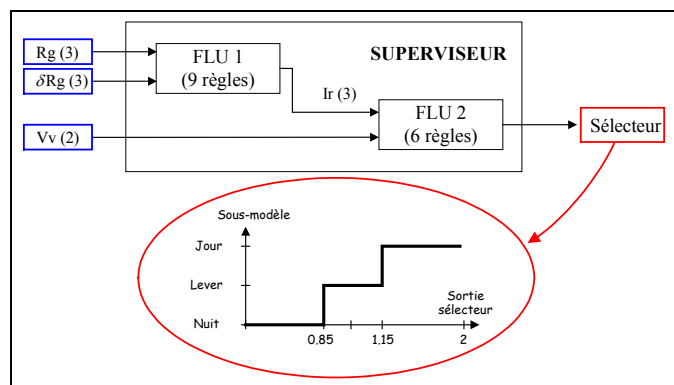 Rg (3)
δRg (3)
Vv (2)
FLU 1
(9 règles)
SUPERVISEUR
Ir (3)
FLU 2
(6 règles)
Sélecteur
Sous-modèle
Jour
Lever
Nuit
Sortie
sélecteur
0,85
1,15
2